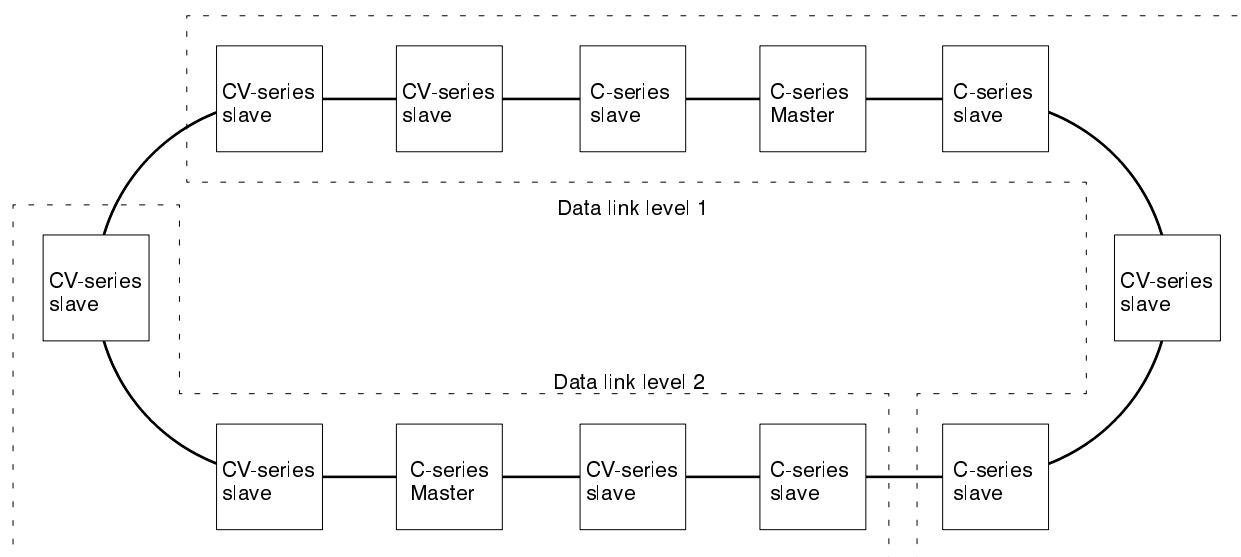 CV-series
slave
CV-series
slave
C-series
slave
C-series
Master
C-series
slave
Data link level 1
CV-series
slave
CV-series
slave
Data link level 2
CV-series
slave
C-series
Master
CV-series
slave
C-series
slave
C-series
slave